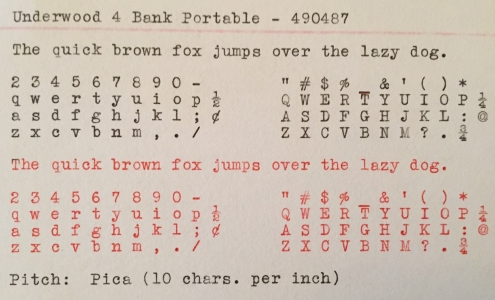 Underwood 4 Bank Portable - 490487
The quick brown fox jumps over the lazy dog.
2 3 4 5 6 7 8 9 0 - " # $ % _ & ' ( ) *
q w e r t y u i o p ½ Q W E R T Y U I O P ½
a s d f g h j k l ; ¢ A S D F G H J K L : @
z x c v b n m , . / Z X C V B N M ? . ¾
The quick brown fox jumps over the lazy dog.
2 3 4 5 6 7 8 9 0 - " # $ % _ & ' ( ) *
q w e r t y u i o p ½ Q W E R T Y U I O P ½
a s d f g h j k l ; ¢ A S D F G H J K L : @
z x c v b n m , . / Z X C V B N M ? . ¾
Pitch: Pica (10 chars. per inch)